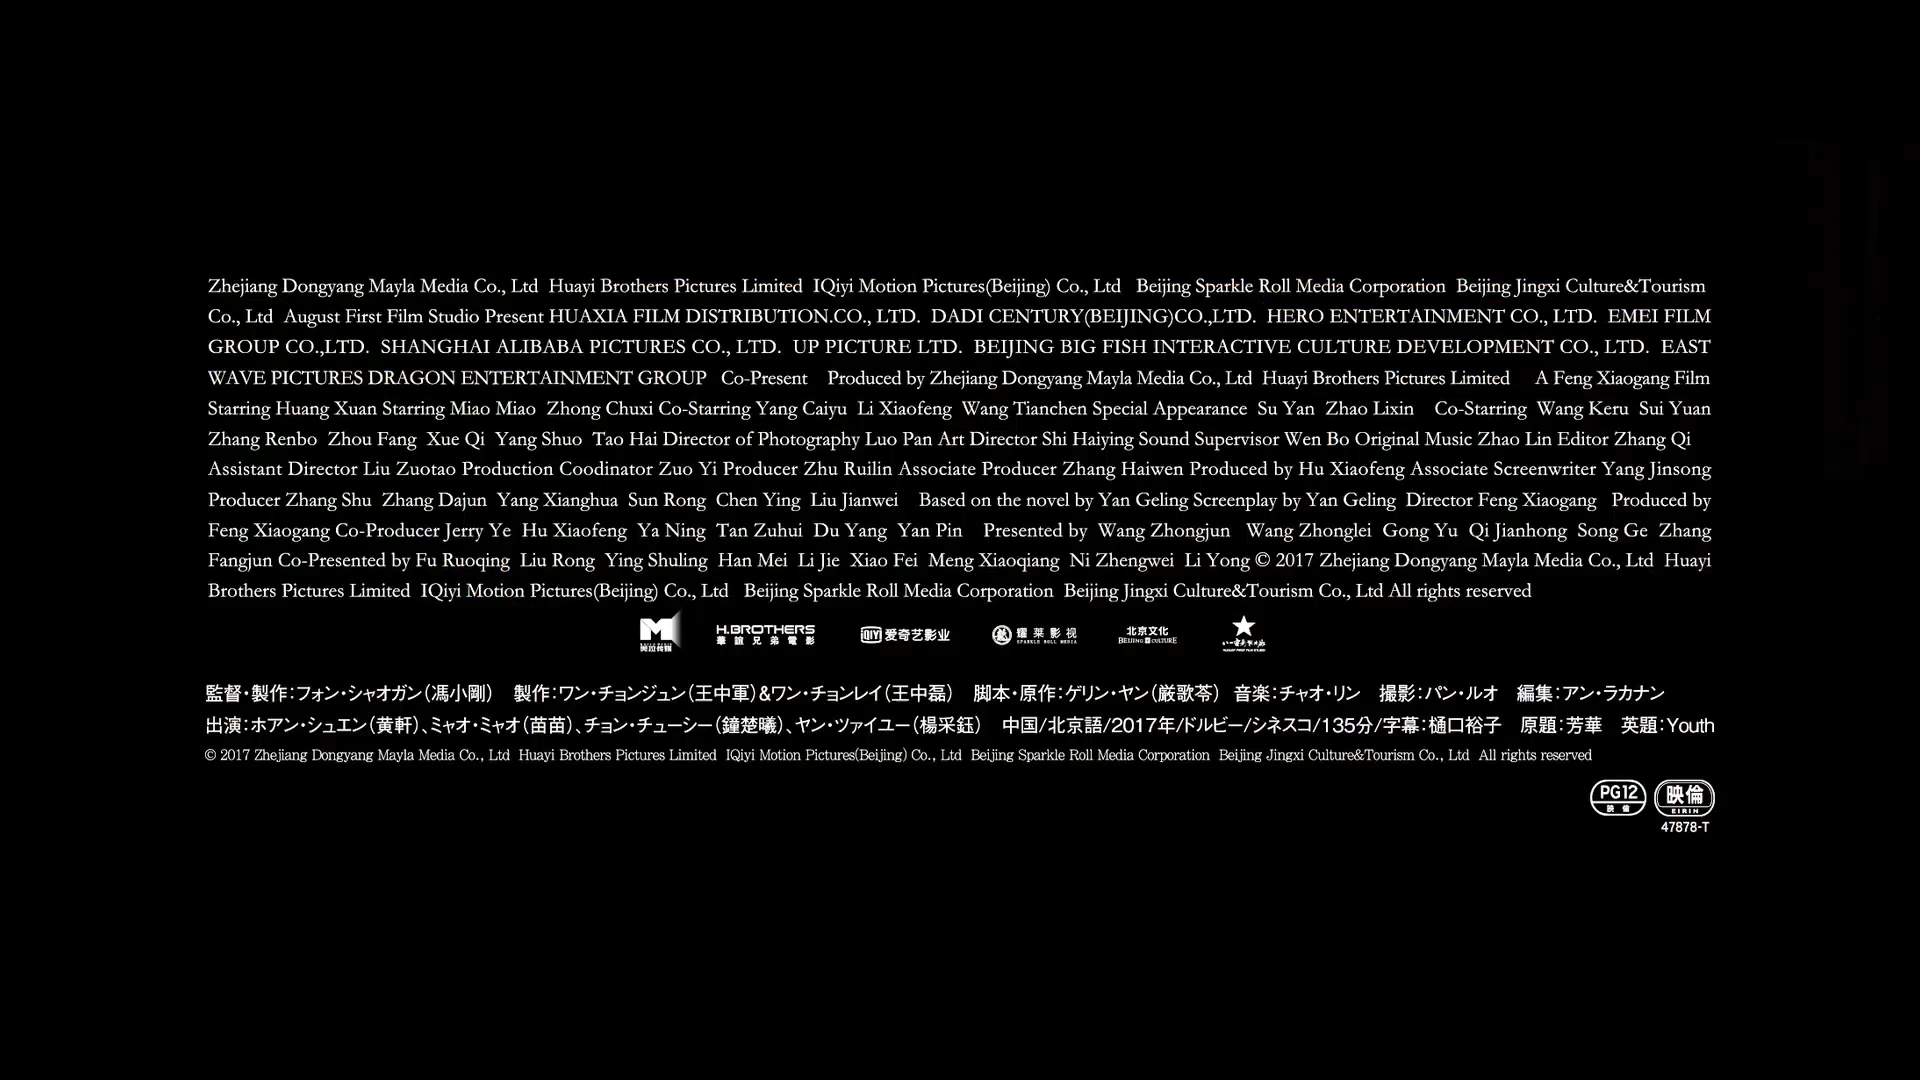 Zhejiang Dongyang Mayla Media Co., Ltd Huayi Brothers Pictures Limited IQiyi Motion Pictures(Beijing) Co., Ltd Beijing Sparkle Roll Media Corporation Beijing Jingxi Culture&Tourism
Co., Ltd August First Film Studio Present HUAXIA FILM DISTRIBUTION.CO., LTD. DADI CENTURY(BEIJING)CO.,LTD. HERO ENTERTAINMENT CO., LTD. EMEI FILM
GROUP CO.,LTD. SHANGHAI ALIBABA PICTURES CO., LTD. UP PICTURE LTD. BEIJING BIG FISH INTERACTIVE CULTURE DEVELOPMENT CO., LTD. EAST
WAVE PICTURES DRAGON ENTERTAINMENT GROUP Co-Present Produced by Zhejiang Dongyang Mayla Media Co., Ltd Huayi Brothers Pictures Limited A Feng Xiaogang Film
Starring Huang Xuan Starring Miao Miao Zhong Chuxi Co-Starring Yang Caiyu Li Xiaofeng Wang Tianchen Special Appearance Su Yan Zhao Lixin Co-Starring Wang Keru Sui Yuan
Zhang Renbo Zhou Fang Xue Qi Yang Shuo Tao Hai Director of Photography Luo Pan Art Director Shi Haiying Sound Supervisor Wen Bo Original Music Zhao Lin Editor Zhang Qi
Assistant Director Liu Zuotao Production Coodinator Zuo Yi Producer Zhu Ruilin Associate Producer Zhang Haiwen Produced by Hu Xiaofeng Associate Screenwriter Yang Jinsong
Producer Zhang Shu Zhang Dajun Yang Xianghua Sun Rong Chen Ying Liu Jianwei Based on the novel by Yan Geling Screenplay by Yan Geling Director Feng Xiaogang Produced by
Feng Xiaogang Co-Producer Jerry Ye Hu Xiaofeng Ya Ning Tan Zuhui Du Yang Yan Pin Presented by Wang Zhongjun Wang Zhonglei Gong Yu Qi Jianhong Song Ge Zhang
Fangjun Co-Presented by Fu Ruoqing Liu Rong Ying Shuling Han Mei Li Jie Xiao Fei Meng Xiaoqiang Ni Zhengwei Li Yong © 2017 Zhejiang Dongyang Mayla Media Co., Ltd Huayi
Brothers Pictures Limited IQiyi Motion Pictures(Beijing) Co., Ltd Beijing Sparkle Roll Media Corporation Beijing Jingxi Culture&Tourism Co., Ltd All rights reserved
M H.BROTHERS iQIYI 爱奇艺影业 耀莱影视 北京文化
華誼兄弟電影 SPARKLE ROLL MEDIA BEIJING CULTURE
監督・製作：フォン・シャオガン（馮小剛） 製作：ワン・チョンジュン（王中軍）＆ワン・チョンレイ（王中磊） 脚本・原作：ゲリン・ヤン（厳歌苓） 音楽：チャオ・リン 撮影：パン・ルオ 編集：アン・ラカナン
出演：ホアン・シュエン（黄軒）、ミャオ・ミャオ（苗苗）、チョン・チューシー（鐘楚曦）、ヤン・ツァイユー（楊采鈺） 中国/北京語/2017年/ドルビー/シネスコ/135分/字幕：樋口裕子 原題：芳華 英題：Youth
© 2017 Zhejiang Dongyang Mayla Media Co., Ltd Huayi Brothers Pictures Limited IQiyi Motion Pictures(Beijing) Co., Ltd Beijing Sparkle Roll Media Corporation Beijing Jingxi Culture&Tourism Co., Ltd All rights reserved
PG12 映倫
映倫 EIRIN
47878-T